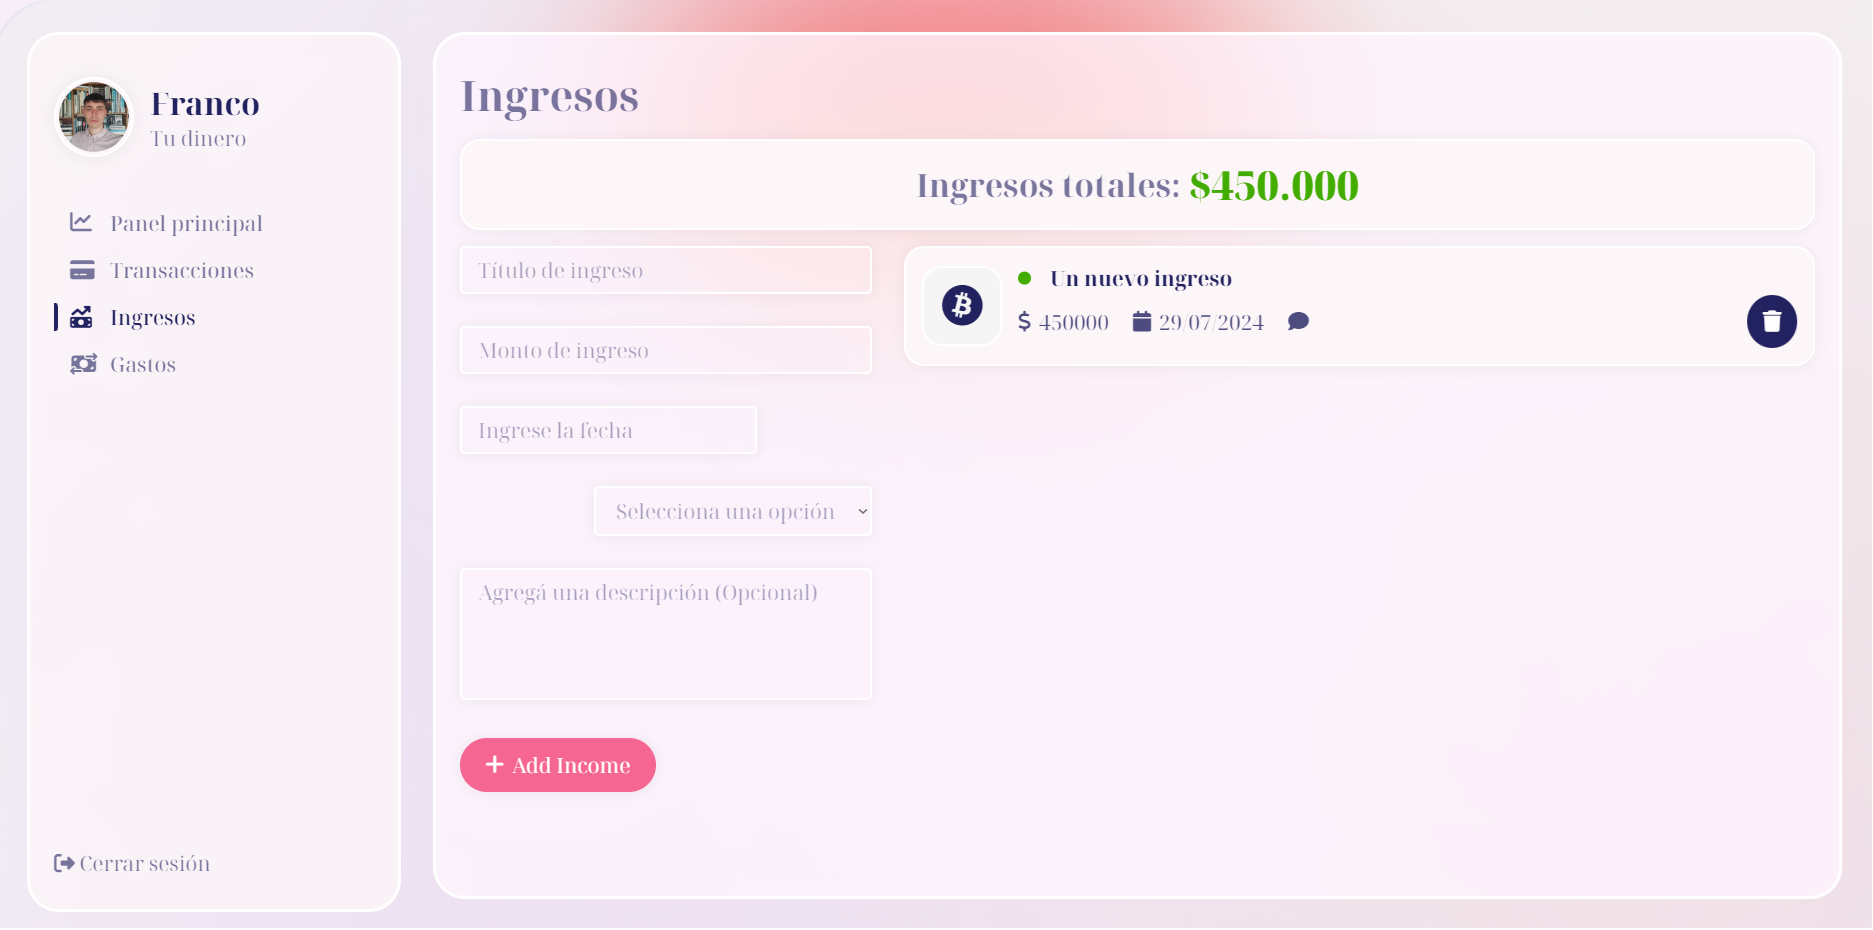 Franco
Tu dinero
Panel principal
Transacciones
Ingresos
Gastos
Cerrar sesión
Ingresos
Ingresos totales: $450.000
Título de ingreso
Monto de ingreso
Ingrese la fecha
Selecciona una opción
Agregá una descripción (Opcional)
Add Income
Un nuevo ingreso
$ 450000 29/07/2024